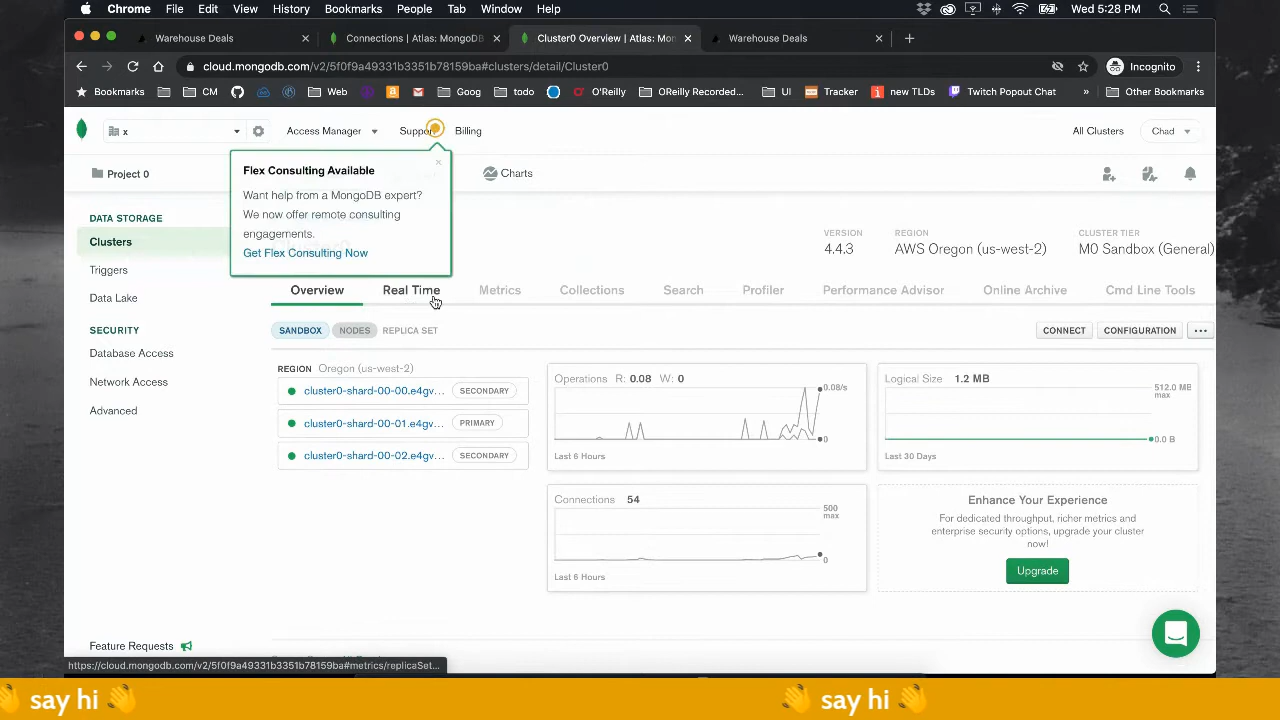 Chrome File Edit View History Bookmarks People Tab Window Help Wed 5:28 PM
Warehouse Deals Connections | Atlas: MongoDB Cluster0 Overview | Atlas: Mon Warehouse Deals
cloud.mongodb.com/v2/5f0f9a49331b3351b78159ba#clusters/detail/Cluster0 Incognito
Bookmarks CM Web Goog todo O'Reilly OReilly Recorded... UI Tracker new TLDs Twitch Popout Chat » Other Bookmarks
x Access Manager Support Billing All Clusters Chad
Project 0 Charts
Flex Consulting Available
Want help from a MongoDB expert?
We now offer remote consulting
engagements.
Get Flex Consulting Now
DATA STORAGE
Clusters
Triggers
Data Lake
SECURITY
Database Access
Network Access
Advanced
Feature Requests
VERSION
4.4.3
REGION
AWS Oregon (us-west-2)
CLUSTER TIER
M0 Sandbox (General)
Overview Real Time Metrics Collections Search Profiler Performance Advisor Online Archive Cmd Line Tools
SANDBOX NODES REPLICA SET CONNECT CONFIGURATION ...
REGION Oregon (us-west-2)
cluster0-shard-00-00.e4gv... SECONDARY
cluster0-shard-00-01.e4gv... PRIMARY
cluster0-shard-00-02.e4gv... SECONDARY
Operations R: 0.08 W: 0
0.08/s
0
Last 6 Hours
Logical Size 1.2 MB
512.0 MB
max
0.0 B
Last 30 Days
Connections 54
500
max
0
Last 6 Hours
Enhance Your Experience
For dedicated throughput, richer metrics and
enterprise security options, upgrade your cluster
now!
Upgrade
https://cloud.mongodb.com/v2/5f0f9a49331b3351b78159ba#metrics/replicaSet...
👋 say hi 👋 👋 say hi 👋